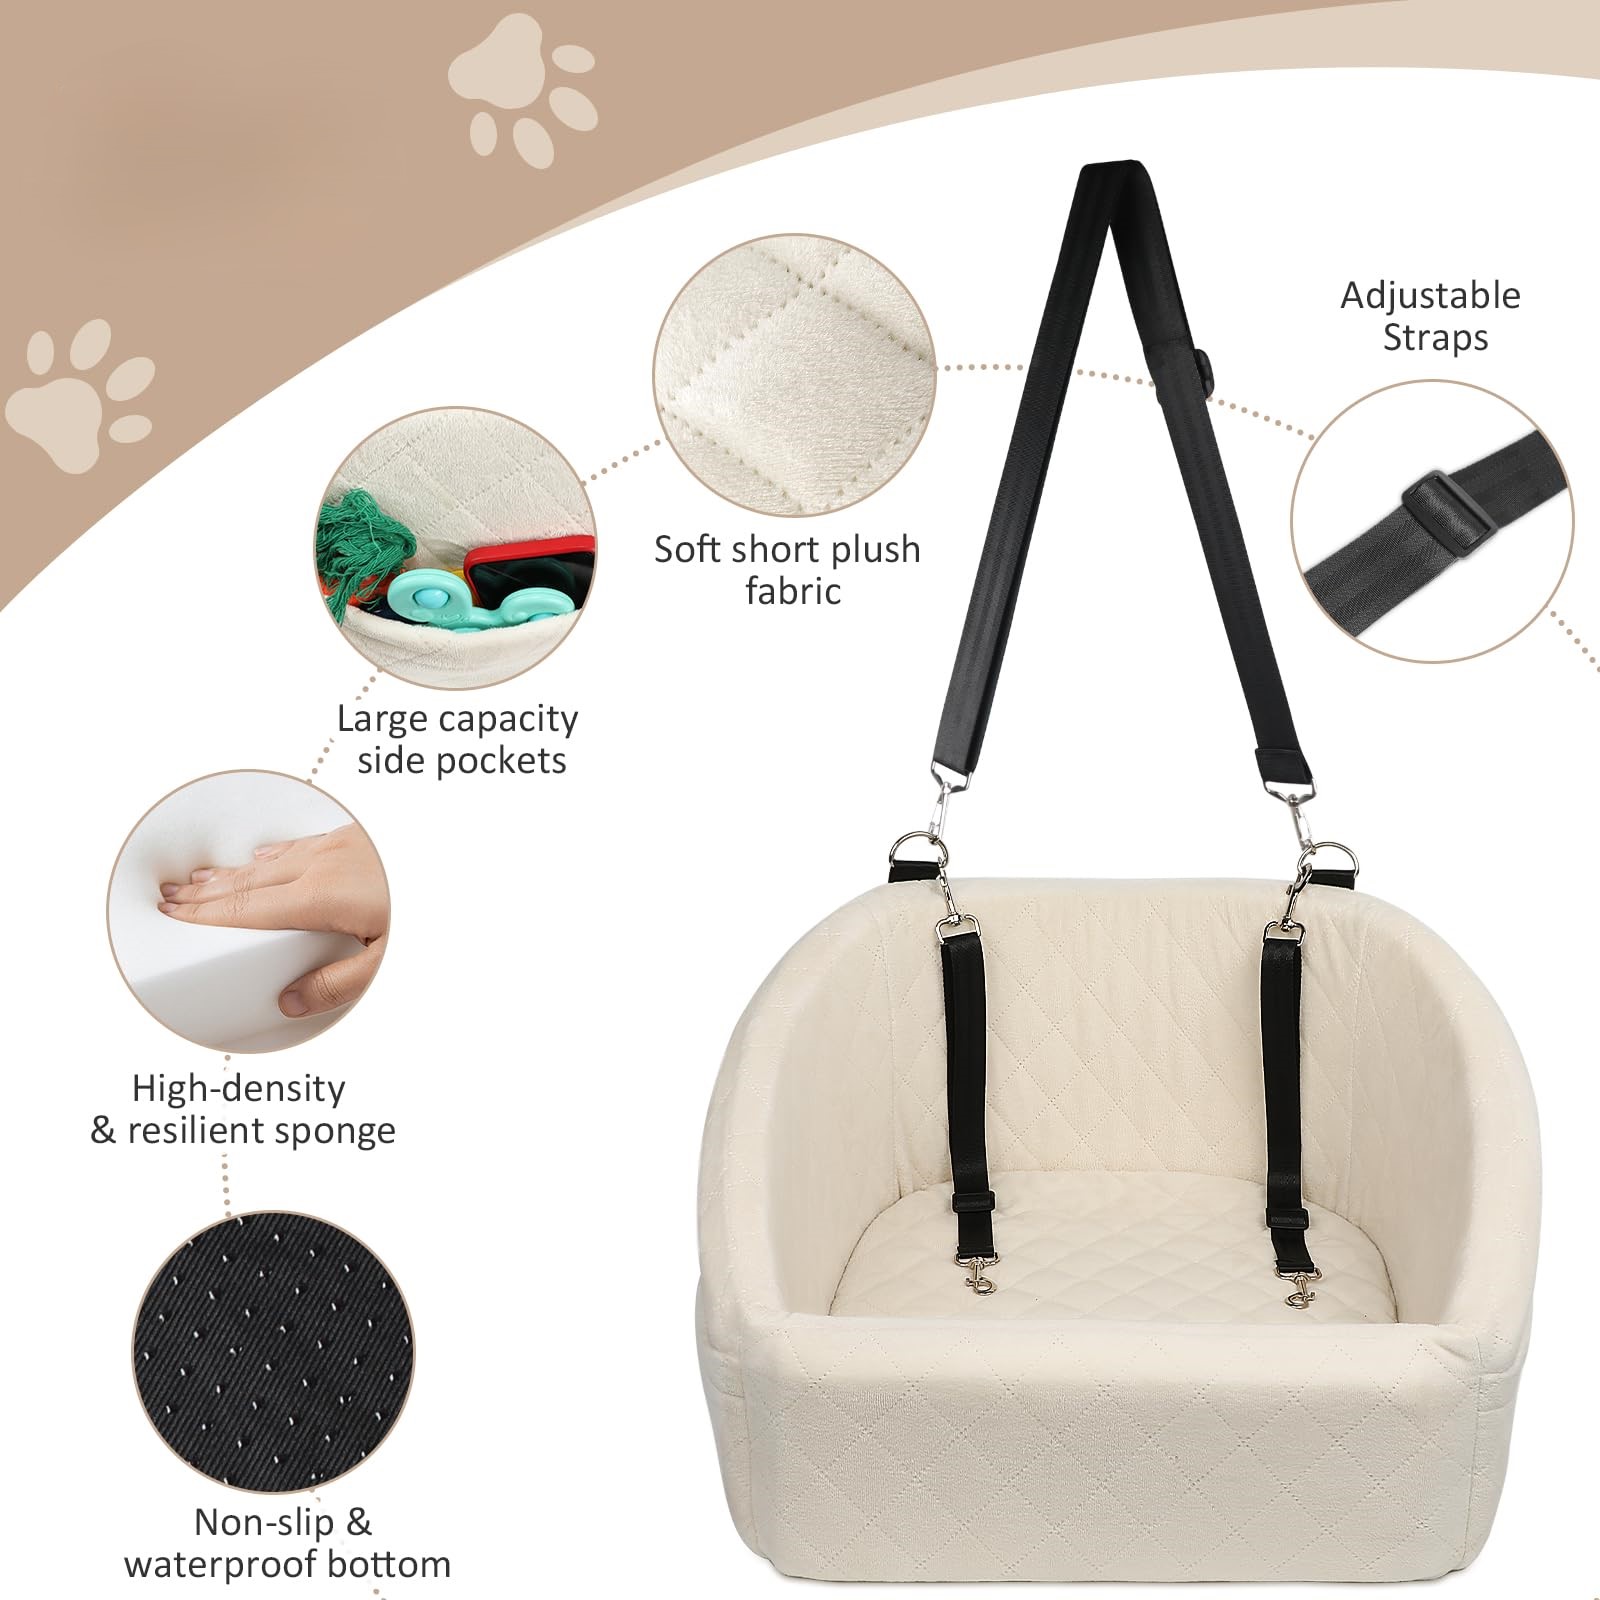 Adjustable
Straps
Soft short plush
fabric
Large capacity
side pockets
High-density
& resilient sponge
Non-slip &
waterproof bottom